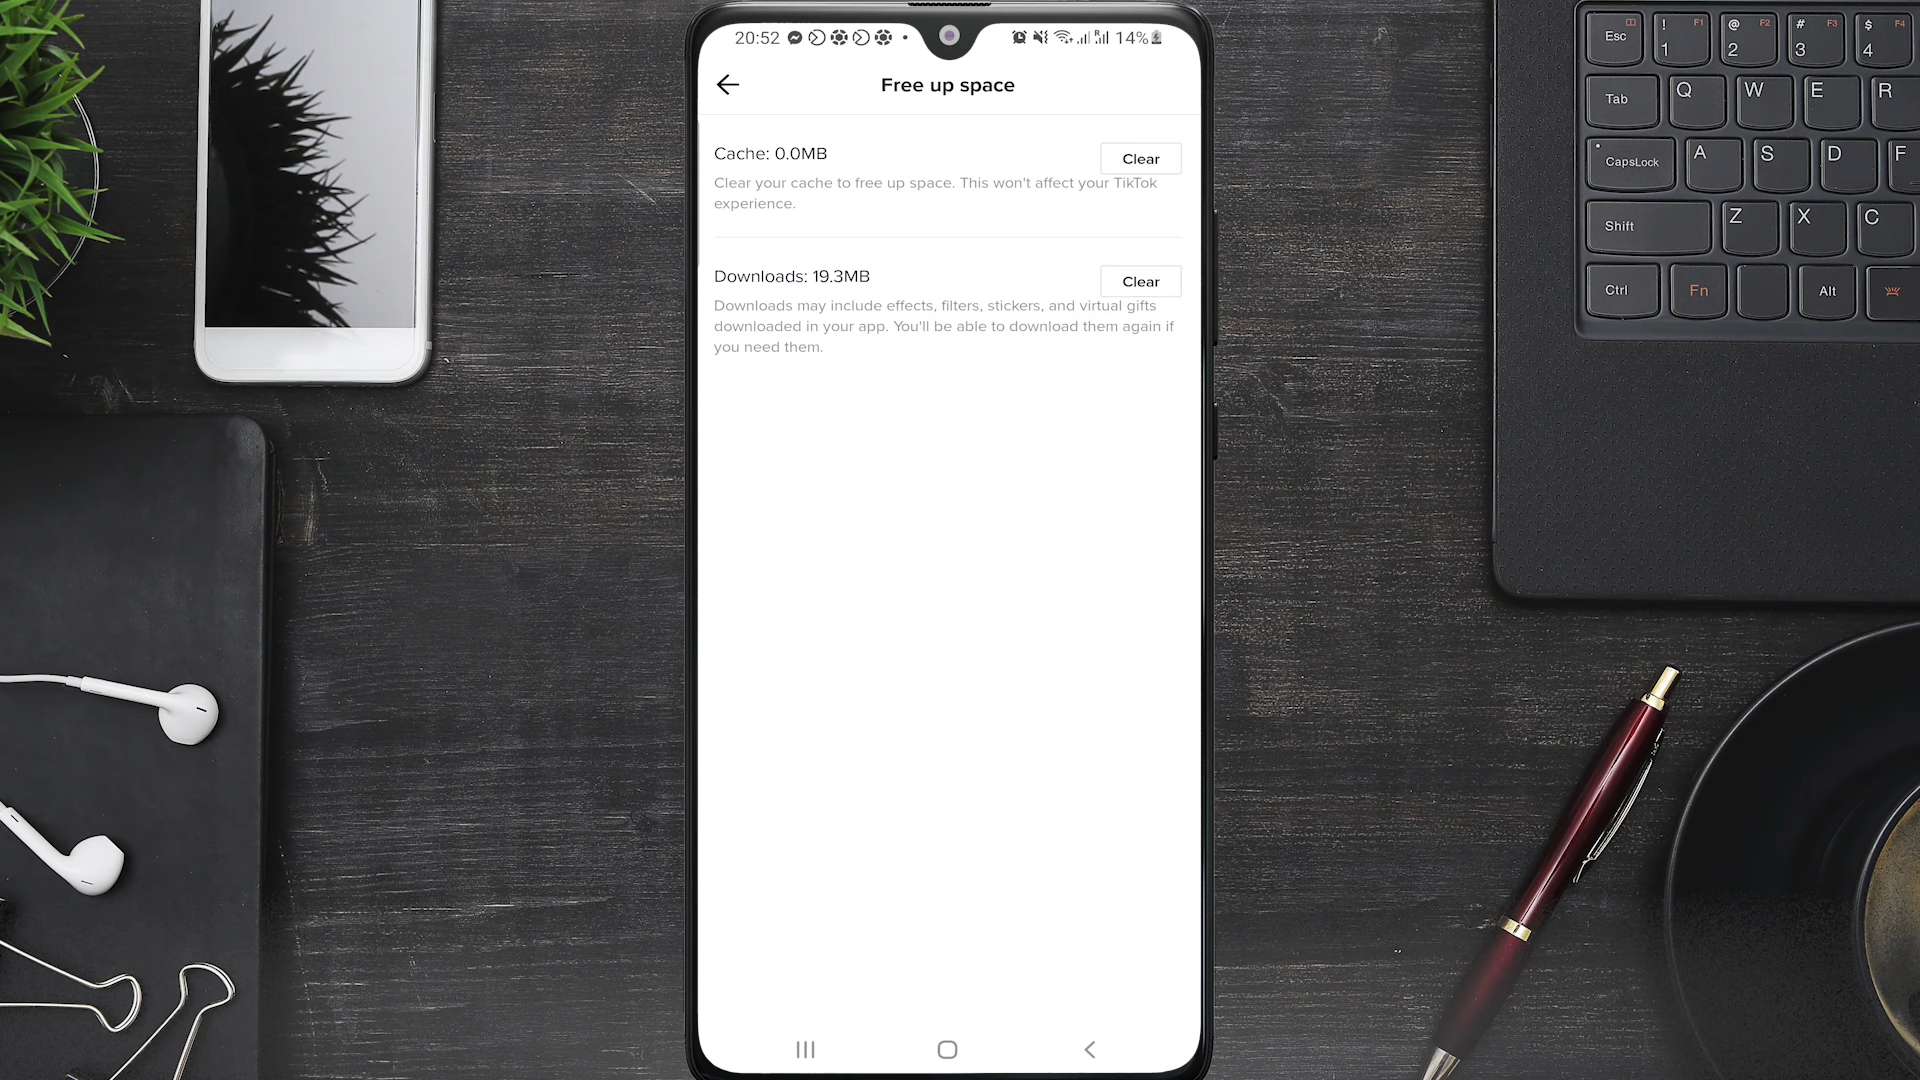 20:52
14%
Free up space
Cache: 0.0MB
Clear
Clear your cache to free up space. This won't affect your TikTok
experience.
Downloads: 19.3MB
Clear
Downloads may include effects, filters, stickers, and virtual gifts
downloaded in your app. You'll be able to download them again if
you need them.
Esc
! F1 @ F2 # F3 $ F4
1 2 3 4
Tab Q W E R
CapsLock A S D F
Shift Z X C
Ctrl Fn Alt